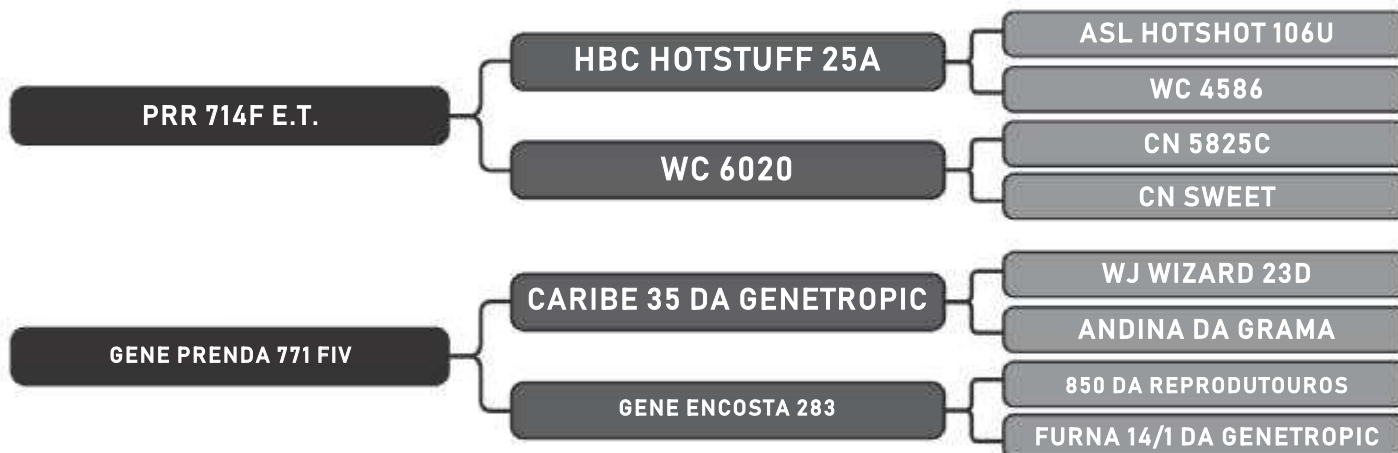 PRR 714F E.T.
HBC HOTSTUFF 25A
WC 6020
ASL HOTSHOT 106U
WC 4586
CN 5825C
CN SWEET
GENE PRENDA 771 FIV
CARIBE 35 DA GENETROPIC
GENE ENCOSTA 283
WJ WIZARD 23D
ANDINA DA GRAMA
850 DA REPRODUTOUROS
FURNA 14/1 DA GENETROPIC